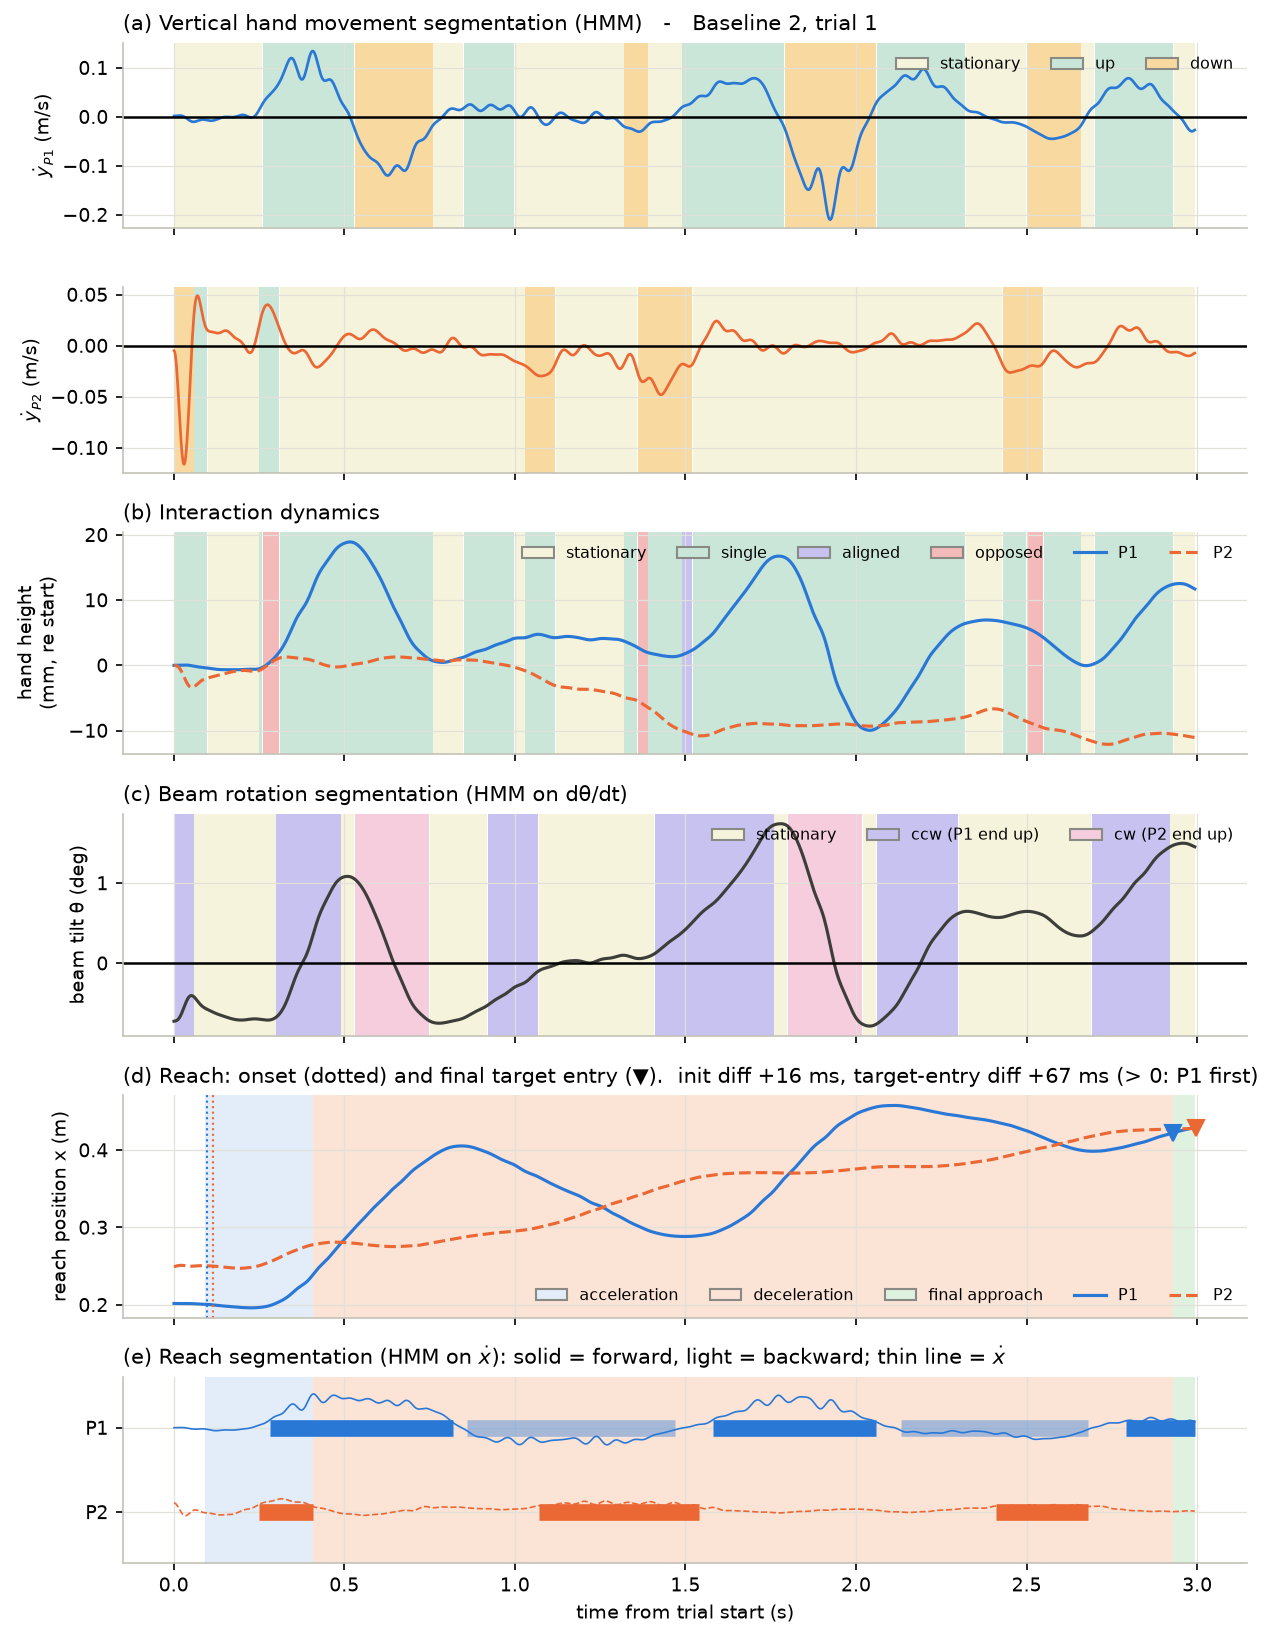 (a) Vertical hand movement segmentation (HMM)   -   Baseline 2, trial 1
stationary up down
0.1
0.0
−0.1
−0.2
ẏP1 (m/s)
0.05
0.00
−0.05
−0.10
ẏP2 (m/s)
(b) Interaction dynamics
stationary single aligned opposed P1 P2
20
10
0
−10
hand height
(mm, re start)
(c) Beam rotation segmentation (HMM on dθ/dt)
stationary ccw (P1 end up) cw (P2 end up)
1
0
beam tilt θ (deg)
(d) Reach: onset (dotted) and final target entry (▼).  init diff +16 ms, target-entry diff +67 ms (> 0: P1 first)
0.4
0.3
0.2
reach position x (m)
acceleration deceleration final approach P1 P2
(e) Reach segmentation (HMM on ẋ): solid = forward, light = backward; thin line = ẋ
P1
P2
0.0 0.5 1.0 1.5 2.0 2.5 3.0
time from trial start (s)